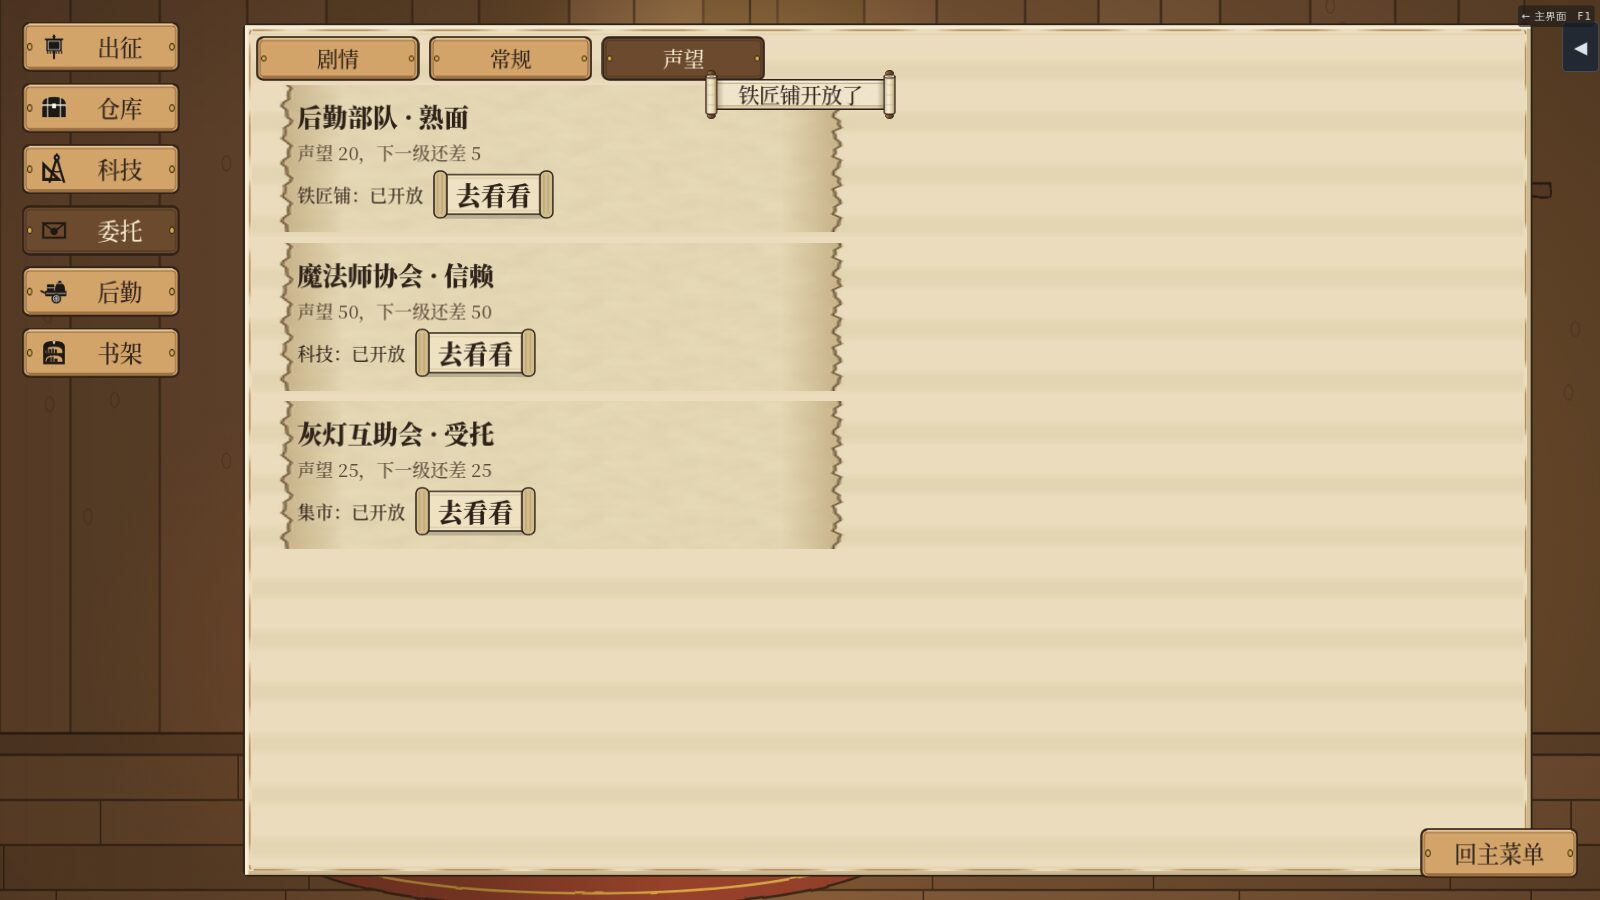 ← 主界面 F1
◀
出征
仓库
科技
委托
后勤
书架
剧情
常规
声望
铁匠铺开放了
后勤部队 · 熟面
声望 20，下一级还差 5
铁匠铺：已开放 去看看
魔法师协会 · 信赖
声望 50，下一级还差 50
科技：已开放 去看看
灰灯互助会 · 受托
声望 25，下一级还差 25
集市：已开放 去看看
回主菜单